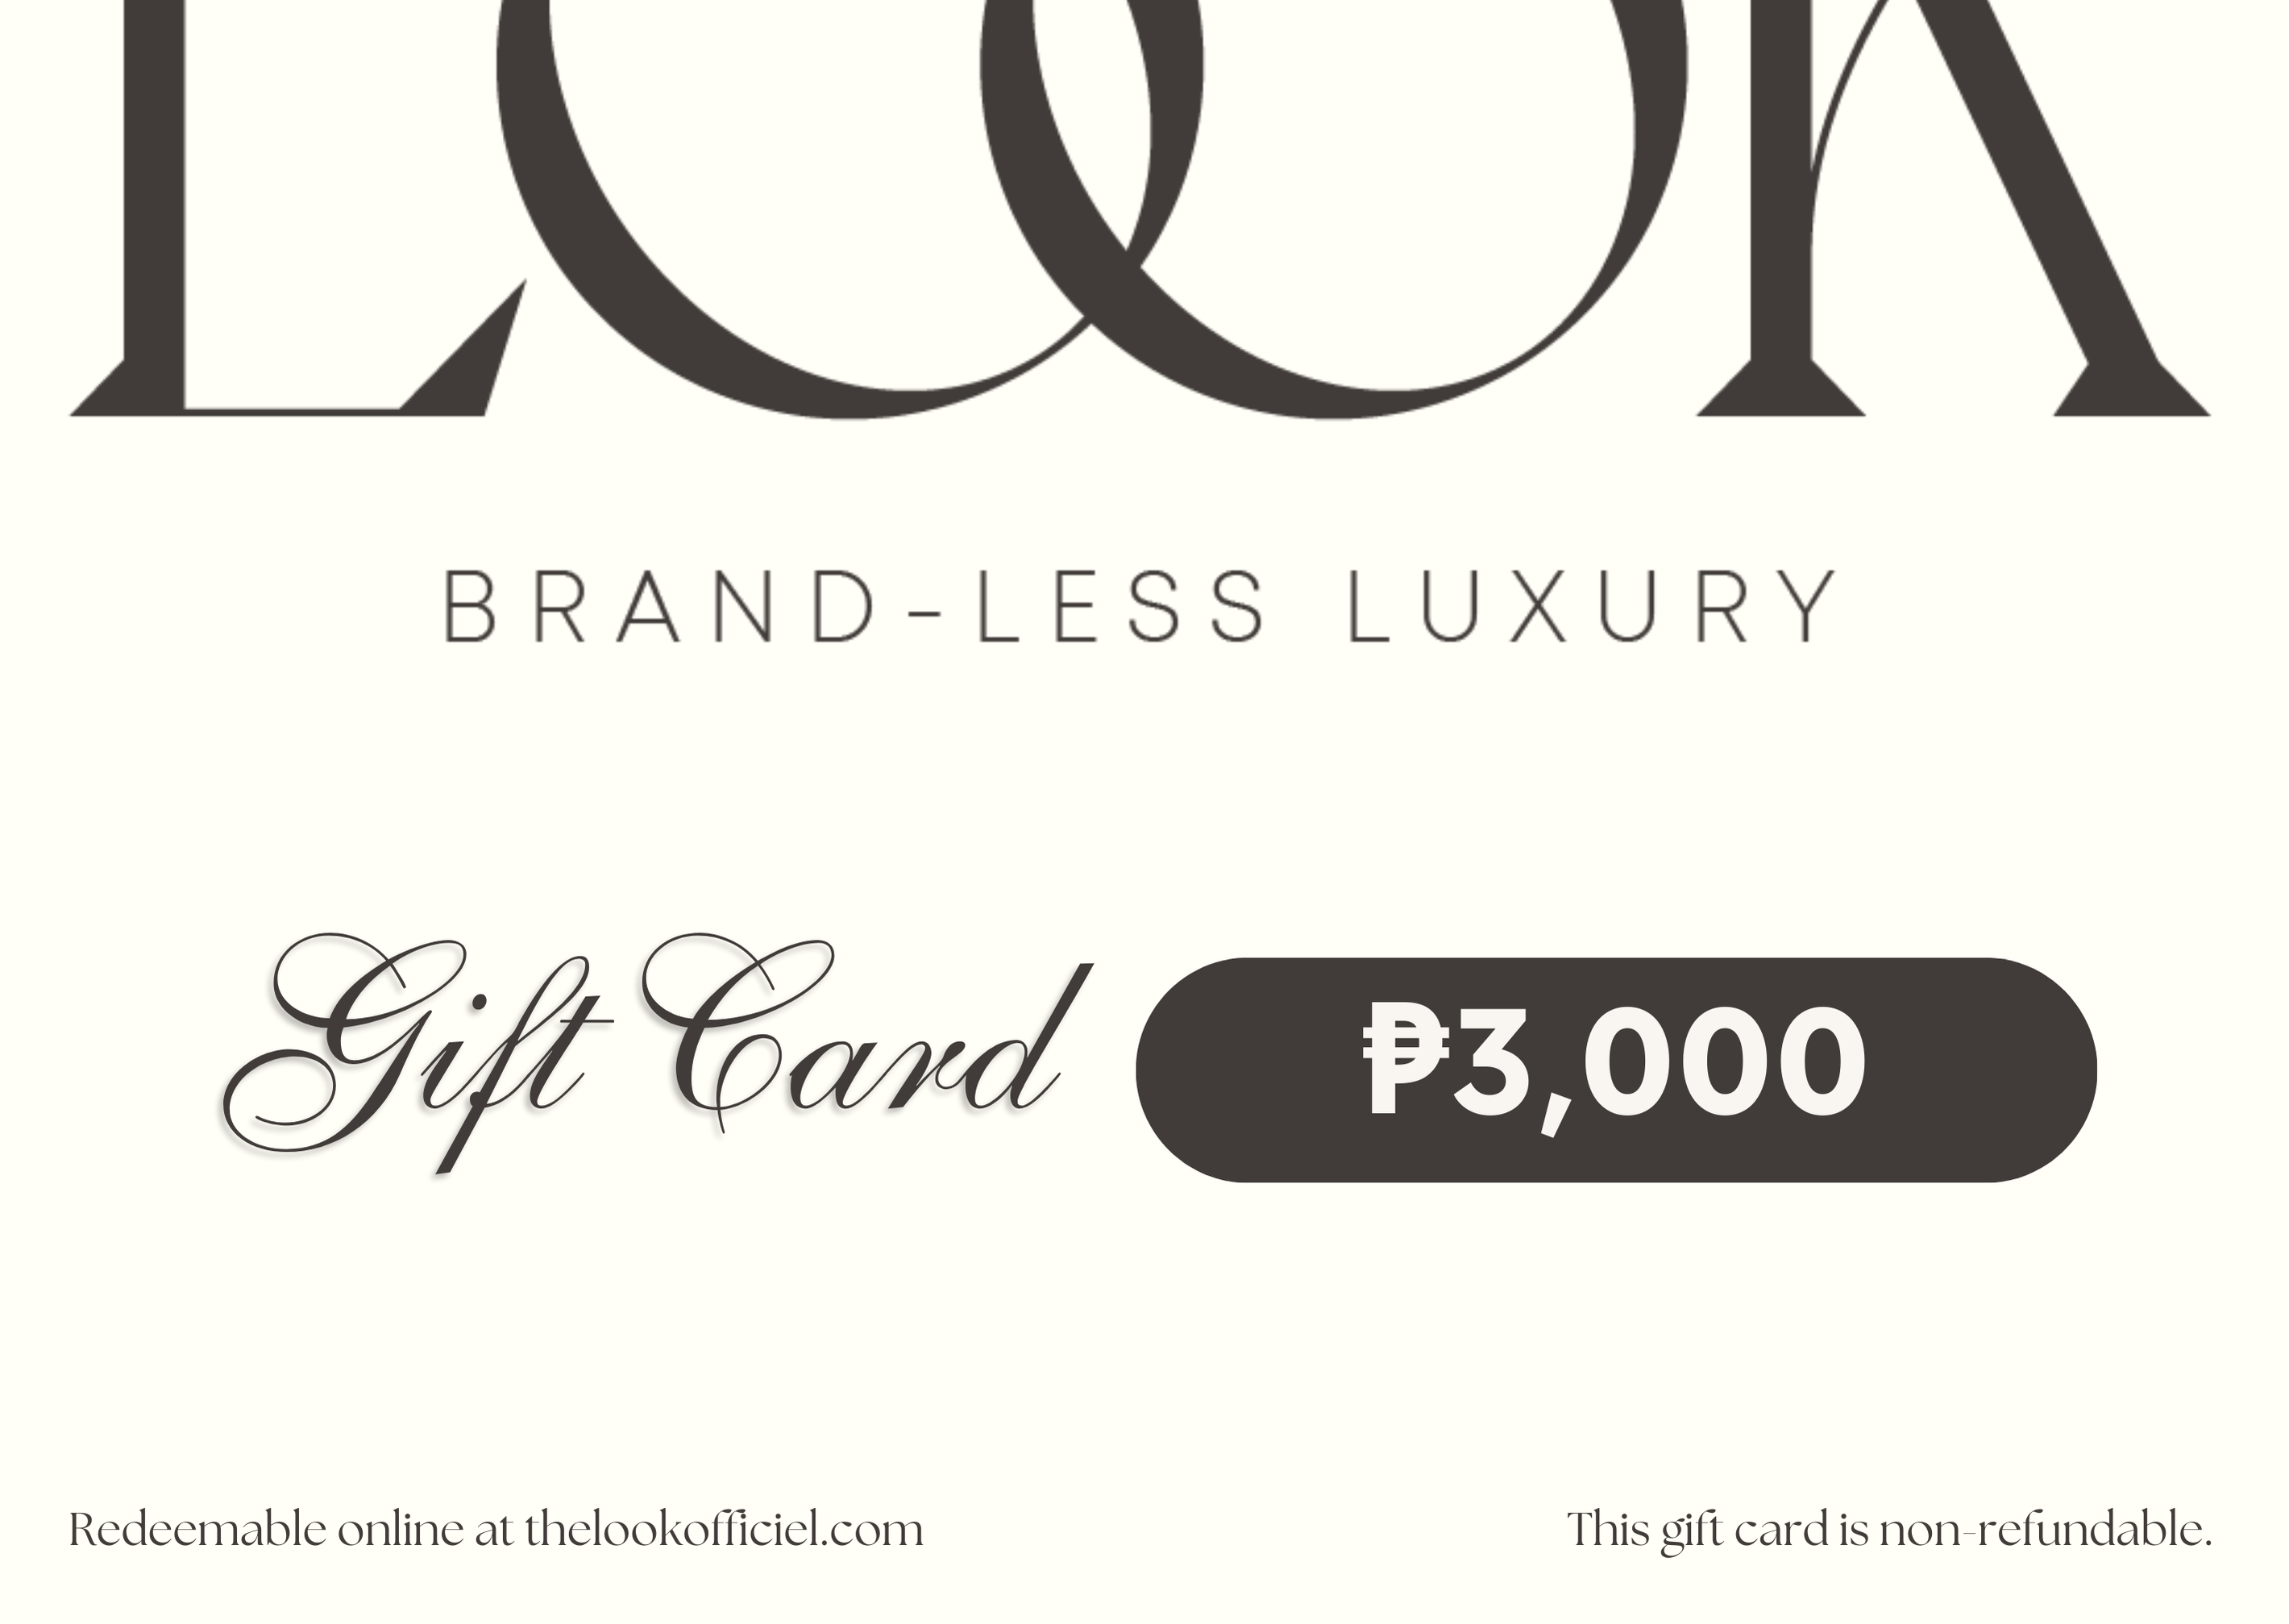 LOOK
BRAND-LESS LUXURY
Gift Card ₱3,000
Redeemable online at thelookofficiel.com
This gift card is non-refundable.